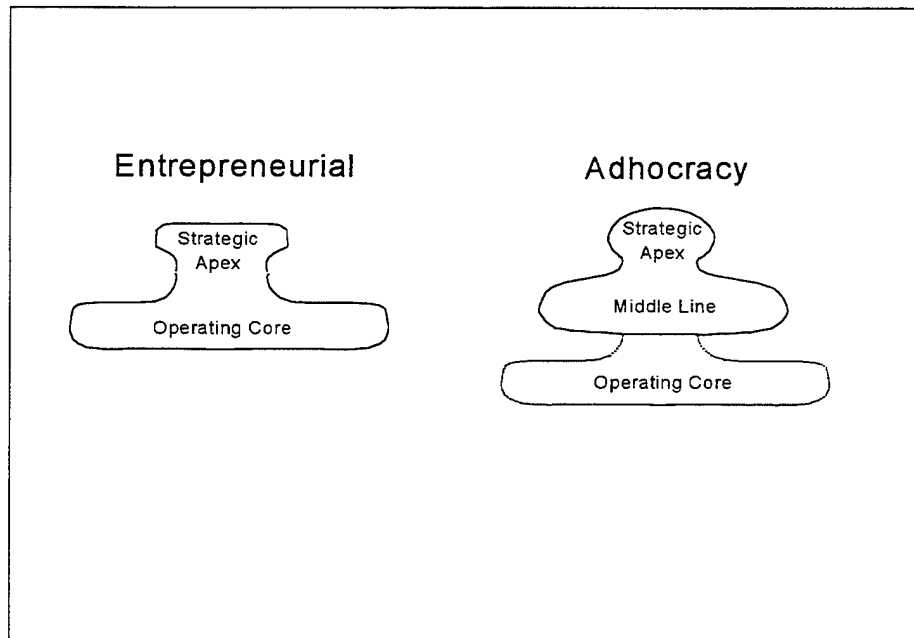 Entrepreneurial
Strategic
Apex
Operating Core
Adhocracy
Strategic
Apex
Middle Line
Operating Core